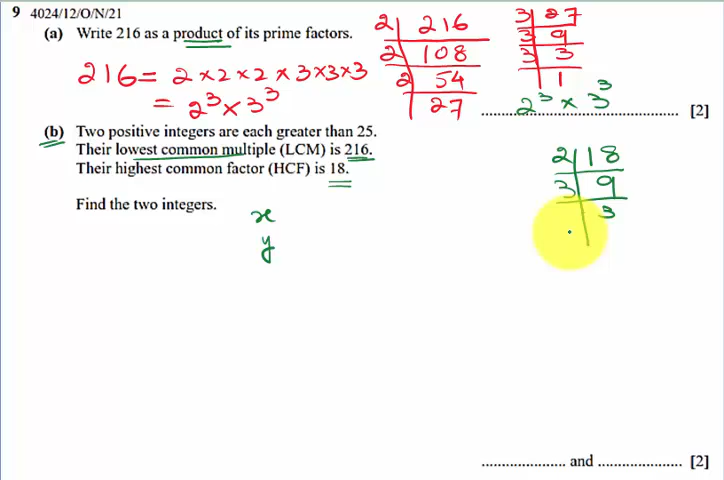 9 4024/12/O/N/21
(a) Write 216 as a product of its prime factors.
216 = 2 × 2 × 2 × 3 × 3 × 3
= 2³ × 3³
2 216
2 108
2 54
27
3 27
3 9
3 3
1
2³ × 3³
[2]
(b) Two positive integers are each greater than 25.
Their lowest common multiple (LCM) is 216.
Their highest common factor (HCF) is 18.
Find the two integers.
x
y
2 18
3 9
3
........................ and ........................ [2]